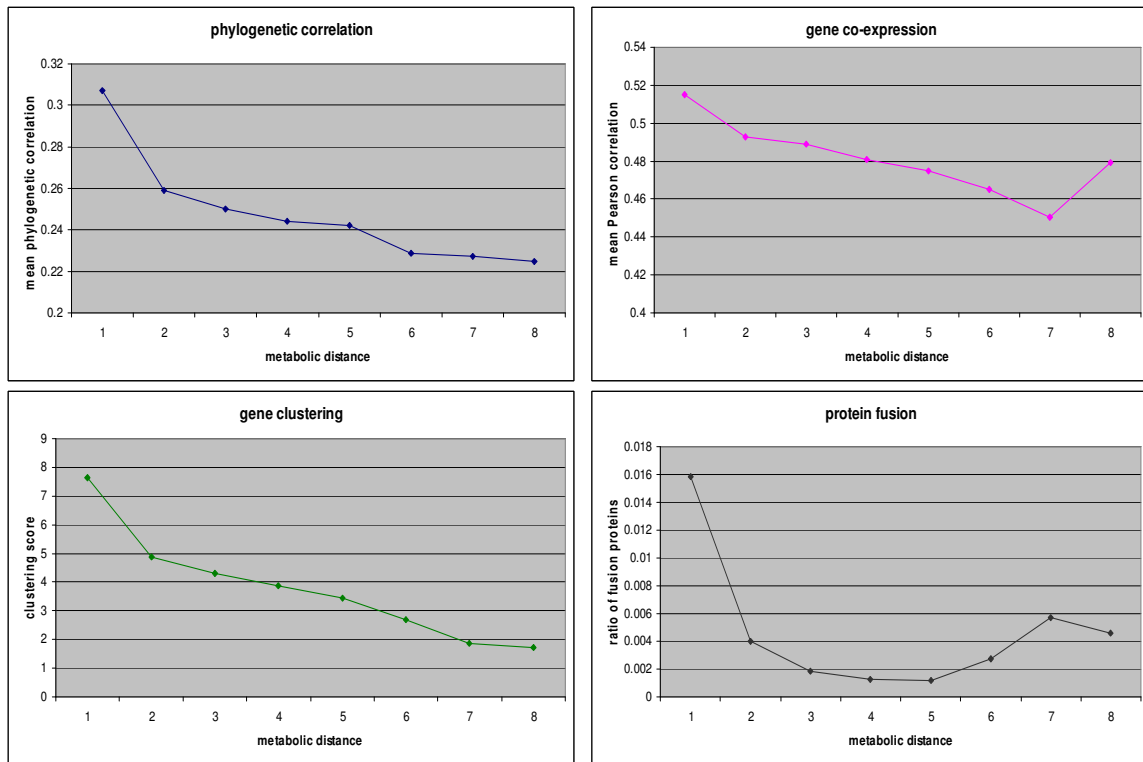 phylogenetic correlation
mean phylogenetic correlation
0.32
0.3
0.28
0.26
0.24
0.22
0.2
1 2 3 4 5 6 7 8
metabolic distance
gene co-expression
mean Pearson correlation
0.54
0.52
0.5
0.48
0.46
0.44
0.42
0.4
1 2 3 4 5 6 7 8
metabolic distance
gene clustering
clustering score
9
8
7
6
5
4
3
2
1
0
1 2 3 4 5 6 7 8
metabolic distance
protein fusion
ratio of fusion proteins
0.018
0.016
0.014
0.012
0.01
0.008
0.006
0.004
0.002
0
1 2 3 4 5 6 7 8
metabolic distance